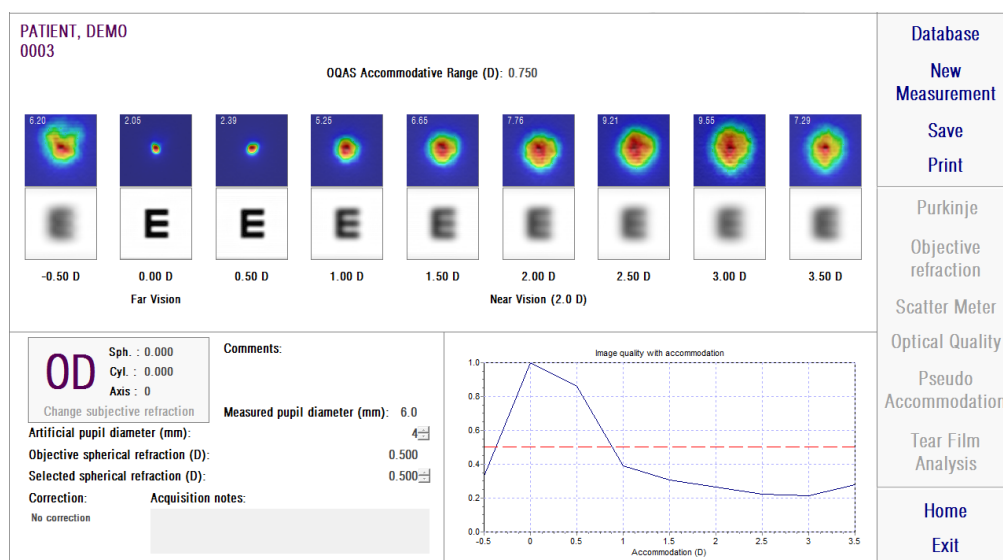 PATIENT, DEMO
0003
OQAS Accommodative Range (D): 0.750
6.20 2.05 2.39 5.25 6.65 7.76 9.21 9.55 7.29
E E E E E E E E E
-0.50 D 0.00 D 0.50 D 1.00 D 1.50 D 2.00 D 2.50 D 3.00 D 3.50 D
Far Vision Near Vision (2.0 D)
OD
Sph. : 0.000
Cyl. : 0.000
Axis : 0
Change subjective refraction
Comments:
Measured pupil diameter (mm): 6.0
Artificial pupil diameter (mm): 4
Objective spherical refraction (D): 0.500
Selected spherical refraction (D): 0.500
Correction: Acquisition notes:
No correction
Image quality with accommodation
1.0
0.8
0.6
0.4
0.2
0.0
-0.5 0 0.5 1 1.5 2 2.5 3 3.5
Accommodation (D)
Database
New
Measurement
Save
Print
Purkinje
Objective
refraction
Scatter Meter
Optical Quality
Pseudo
Accommodation
Tear Film
Analysis
Home
Exit